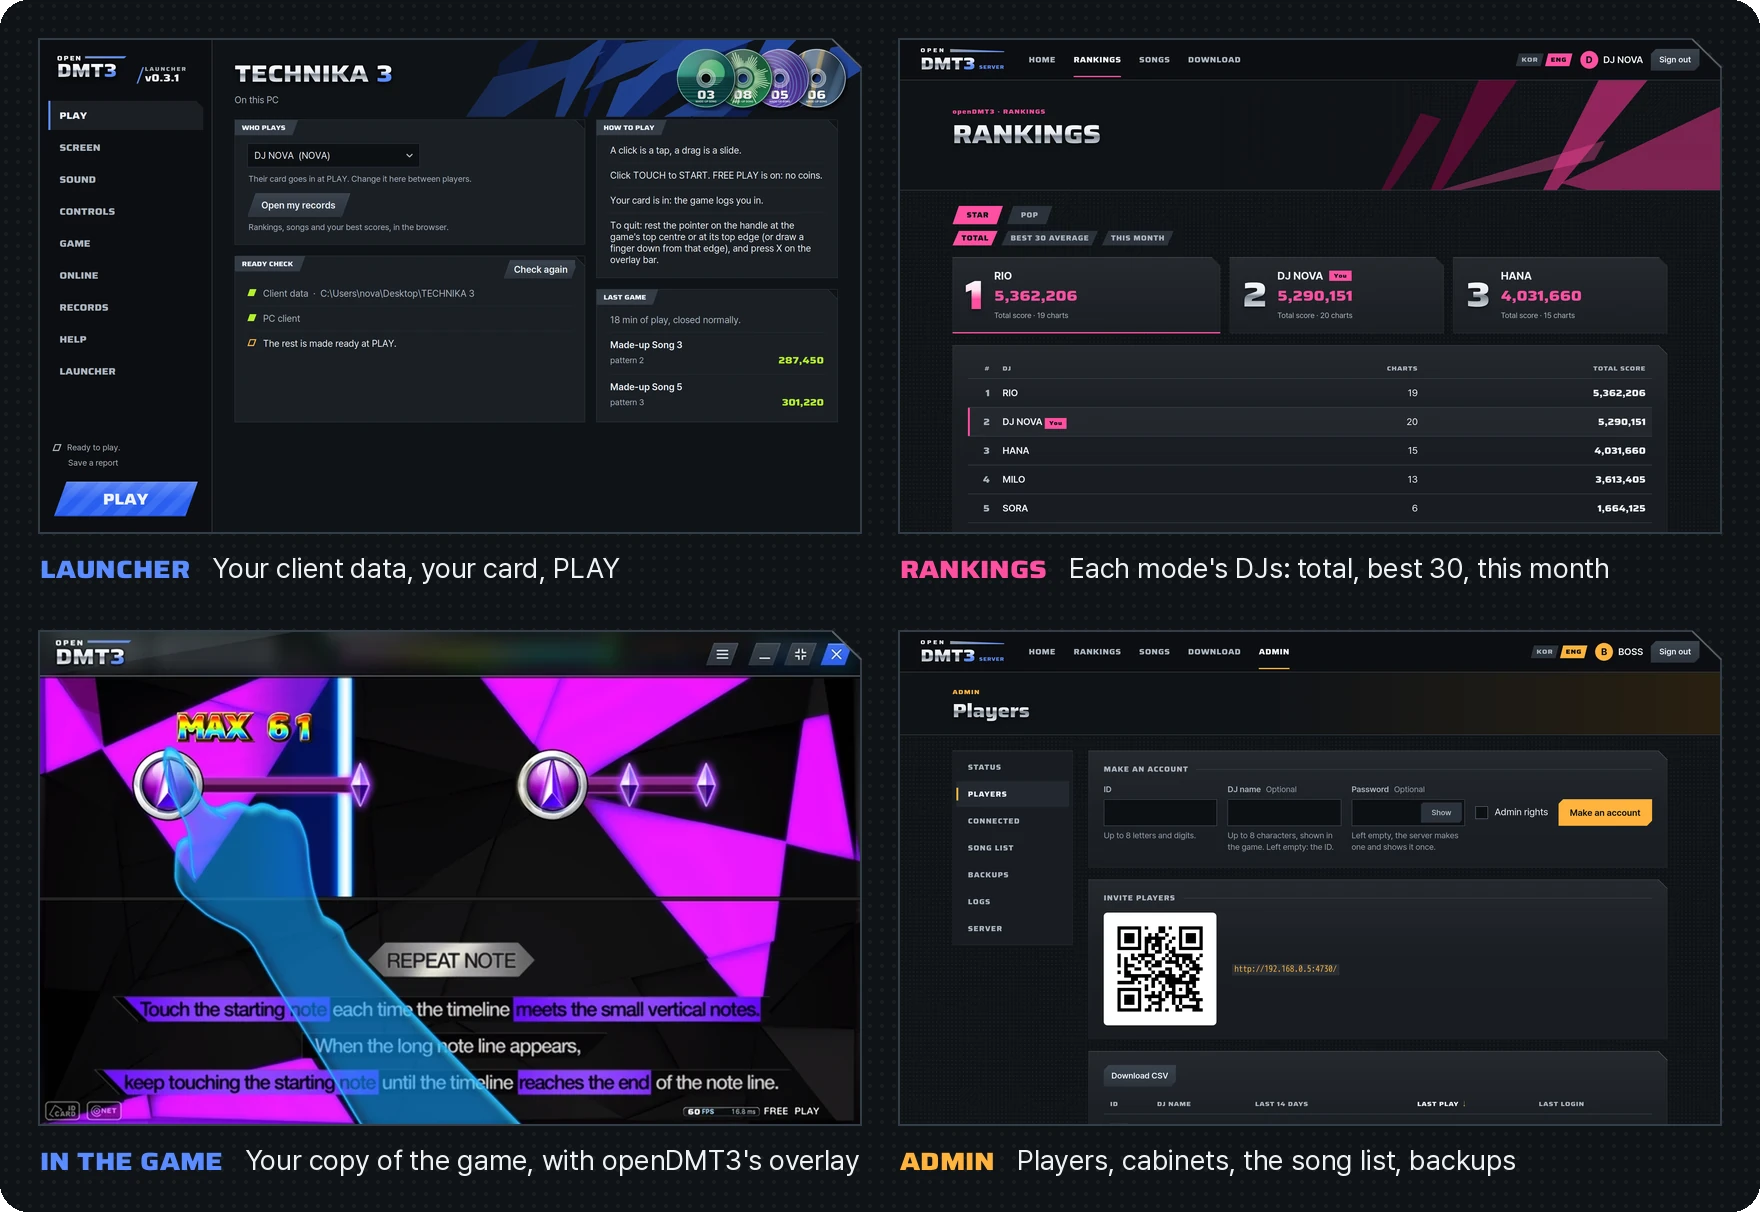 OPEN
DMT3
LAUNCHER
v0.3.1
PLAY
SCREEN
SOUND
CONTROLS
GAME
ONLINE
RECORDS
HELP
LAUNCHER
Ready to play.
Save a report
PLAY
TECHNIKA 3
On this PC
03
08
05
06
WHO PLAYS
DJ NOVA (NOVA)
Their card goes in at PLAY. Change it here between players.
Open my records
Rankings, songs and your best scores, in the browser.
READY CHECK
Check again
Client data · C:\Users\nova\Desktop\TECHNIKA 3
PC client
The rest is made ready at PLAY.
HOW TO PLAY
A click is a tap, a drag is a slide.
Click TOUCH to START. FREE PLAY is on: no coins.
Your card is in: the game logs you in.
To quit: rest the pointer on the handle at the
game's top centre or at its top edge (or draw a
finger down from that edge), and press X on the
overlay bar.
LAST GAME
18 min of play, closed normally.
Made-up Song 3
pattern 2 287,450
Made-up Song 5
pattern 3 301,220
LAUNCHER Your client data, your card, PLAY
OPEN
DMT3 SERVER
HOME RANKINGS SONGS DOWNLOAD
KOR ENG D DJ NOVA Sign out
openDMT3 · RANKINGS
RANKINGS
STAR POP
TOTAL BEST 30 AVERAGE THIS MONTH
1 RIO
5,362,206
Total score · 19 charts
2 DJ NOVA You
5,290,151
Total score · 20 charts
3 HANA
4,031,660
Total score · 15 charts
# DJ CHARTS TOTAL SCORE
1 RIO 19 5,362,206
2 DJ NOVA You 20 5,290,151
3 HANA 15 4,031,660
4 MILO 13 3,613,405
5 SORA 6 1,664,125
RANKINGS Each mode's DJs: total, best 30, this month
OPEN
DMT3
MAX 61
REPEAT NOTE
Touch the starting note each time the timeline meets the small vertical notes.
When the long note line appears,
keep touching the starting note until the timeline reaches the end of the note line.
ID CARD
@NET
60 FPS 16.8 ms FREE PLAY
IN THE GAME Your copy of the game, with openDMT3's overlay
OPEN
DMT3 SERVER
HOME RANKINGS SONGS DOWNLOAD ADMIN
KOR ENG B BOSS Sign out
ADMIN
Players
STATUS
PLAYERS
CONNECTED
SONG LIST
BACKUPS
LOGS
SERVER
MAKE AN ACCOUNT
ID
Up to 8 letters and digits.
DJ name Optional
Up to 8 characters, shown in
the game. Left empty: the ID.
Password Optional
Show
Left empty, the server makes
one and shows it once.
Admin rights
Make an account
INVITE PLAYERS
http://192.168.0.5:4730/
Download CSV
ID DJ NAME LAST 14 DAYS LAST PLAY ↓ LAST LOGIN
ADMIN Players, cabinets, the song list, backups